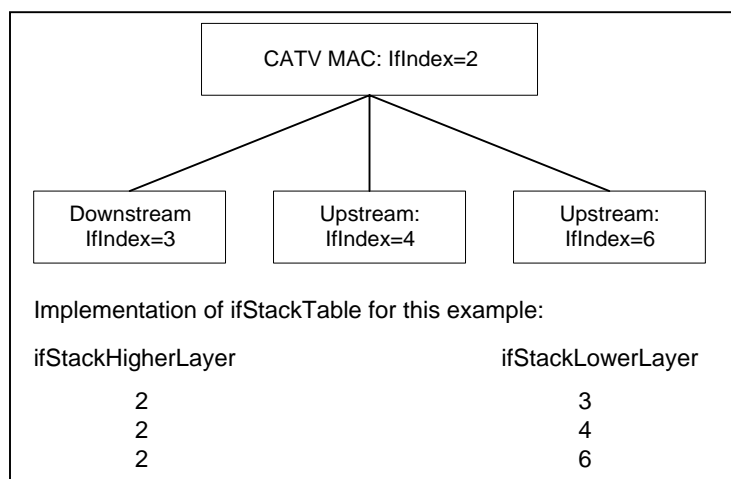 CATV MAC: IfIndex=2
Downstream
IfIndex=3
Upstream:
IfIndex=4
Upstream:
IfIndex=6
Implementation of ifStackTable for this example:
ifStackHigherLayer ifStackLowerLayer
2 3
2 4
2 6